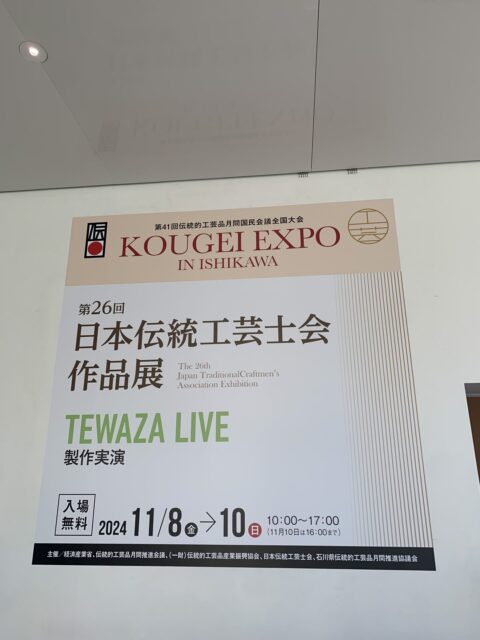 伝
第41回伝統的工芸品月間国民会議全国大会
KOUGEI EXPO
IN ISHIKAWA
工芸
第26回
日本伝統工芸士会
作品展
The 26th
Japan TraditionalCraftmen's
Association Exhibition
TEWAZA LIVE
製作実演
入場
無料
2024 11/8金→10日
10:00〜17:00
(11月10日は16:00まで)
主催/経済産業省、伝統的工芸品月間推進会議、(一財)伝統的工芸品産業振興協会、日本伝統工芸士会、石川県伝統的工芸品月間推進協議会